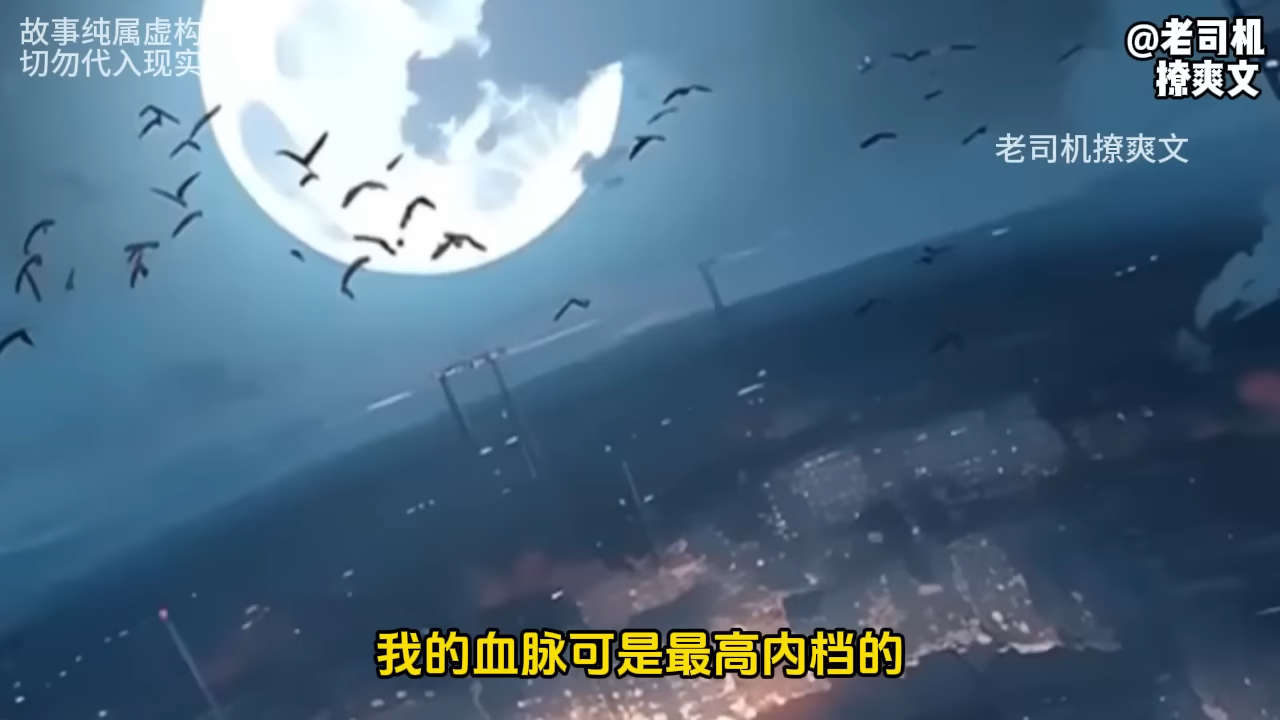 故事纯属虚构
切勿代入现实
@老司机
撩爽文
老司机撩爽文
我的血脉可是最高内档的